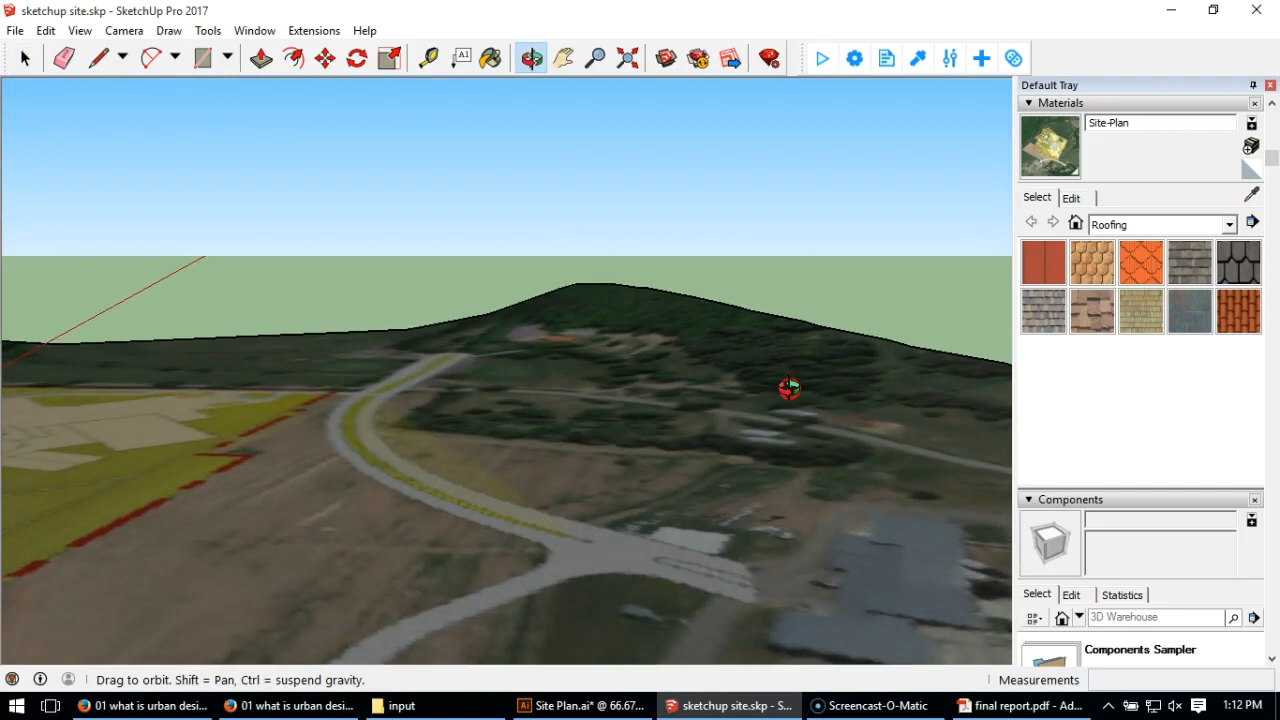 sketchup site.skp - SketchUp Pro 2017
File Edit View Camera Draw Tools Window Extensions Help
A1
Default Tray
Materials
Site-Plan
Select Edit
Roofing
Components
Select Edit Statistics
3D Warehouse
Components Sampler
Drag to orbit. Shift = Pan, Ctrl = suspend gravity.
Measurements
01 what is urban desi...
01 what is urban desi...
input
Ai Site Plan.ai* @ 66.67...
sketchup site.skp - S...
Screencast-O-Matic
final report.pdf - Ad...
1:12 PM